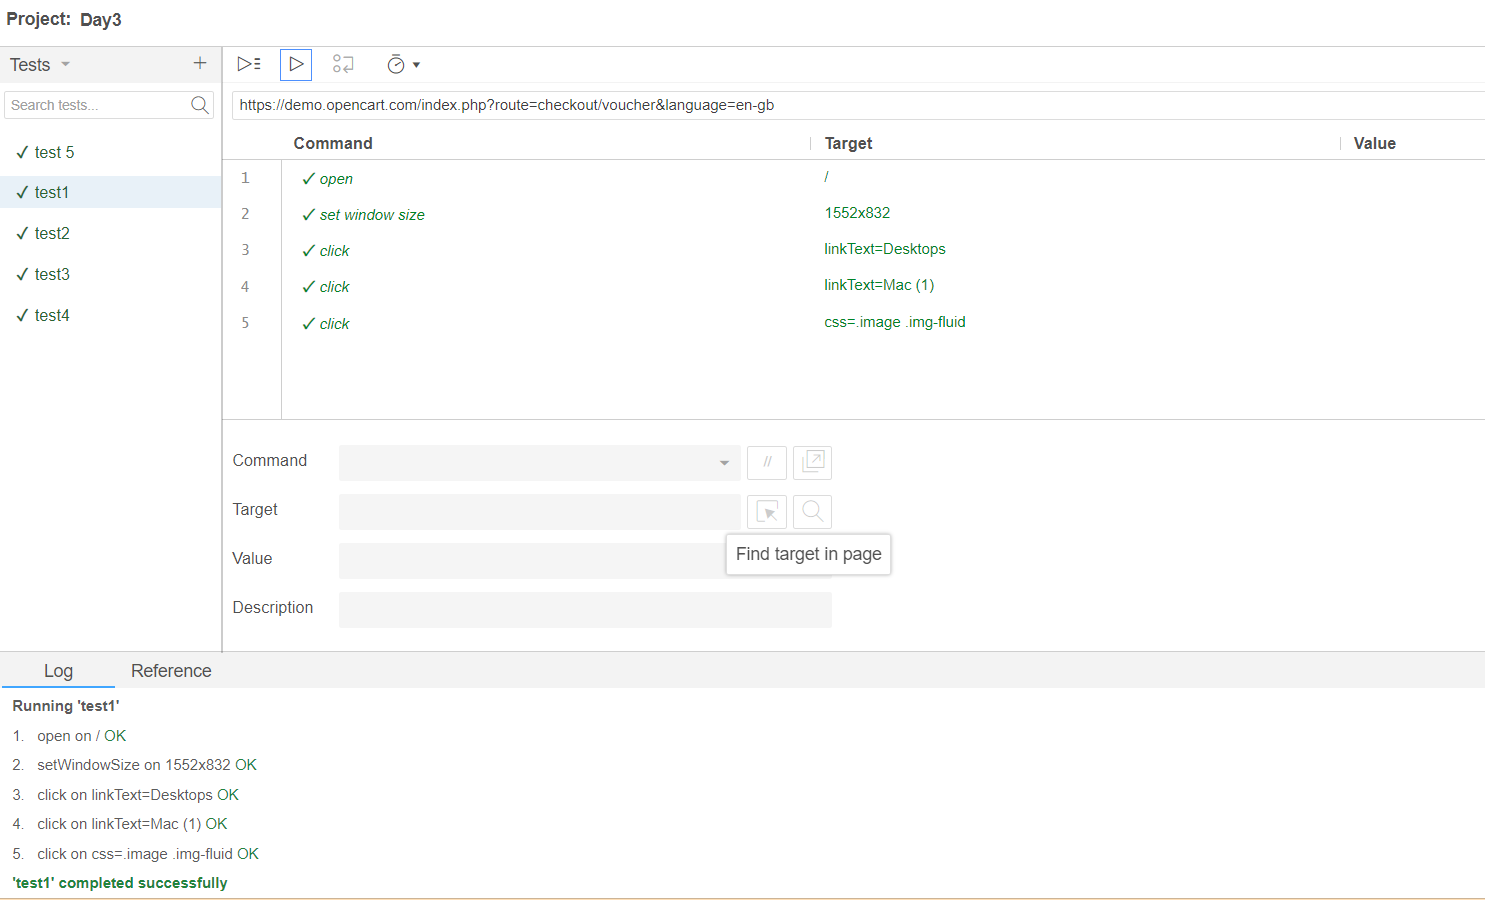 Project: Day3
Tests
Search tests...
test 5
test1
test2
test3
test4
https://demo.opencart.com/index.php?route=checkout/voucher&language=en-gb
Command Target Value
1 open /
2 set window size 1552x832
3 click linkText=Desktops
4 click linkText=Mac (1)
5 click css=.image .img-fluid
Command //
Target
Find target in page
Value
Description
Log Reference
Running 'test1'
1. open on / OK
2. setWindowSize on 1552x832 OK
3. click on linkText=Desktops OK
4. click on linkText=Mac (1) OK
5. click on css=.image .img-fluid OK
'test1' completed successfully